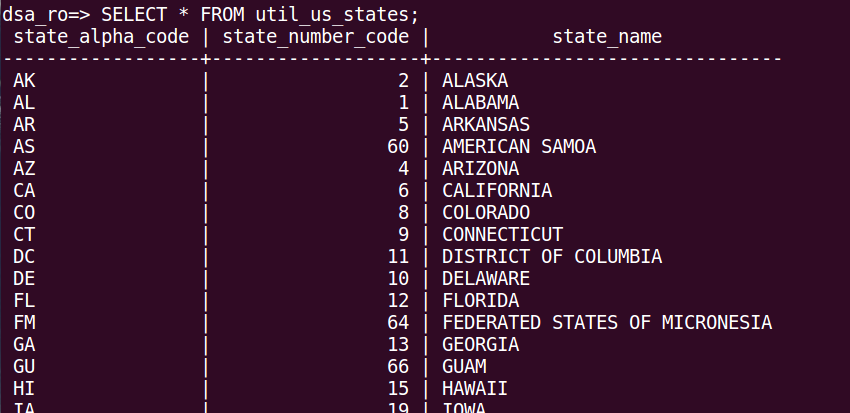 dsa_ro=> SELECT * FROM util_us_states;
 state_alpha_code | state_number_code |           state_name
------------------+-------------------+--------------------------------
 AK               |                 2 | ALASKA
 AL               |                 1 | ALABAMA
 AR               |                 5 | ARKANSAS
 AS               |                60 | AMERICAN SAMOA
 AZ               |                 4 | ARIZONA
 CA               |                 6 | CALIFORNIA
 CO               |                 8 | COLORADO
 CT               |                 9 | CONNECTICUT
 DC               |                11 | DISTRICT OF COLUMBIA
 DE               |                10 | DELAWARE
 FL               |                12 | FLORIDA
 FM               |                64 | FEDERATED STATES OF MICRONESIA
 GA               |                13 | GEORGIA
 GU               |                66 | GUAM
 HI               |                15 | HAWAII
 IA               |                19 | IOWA